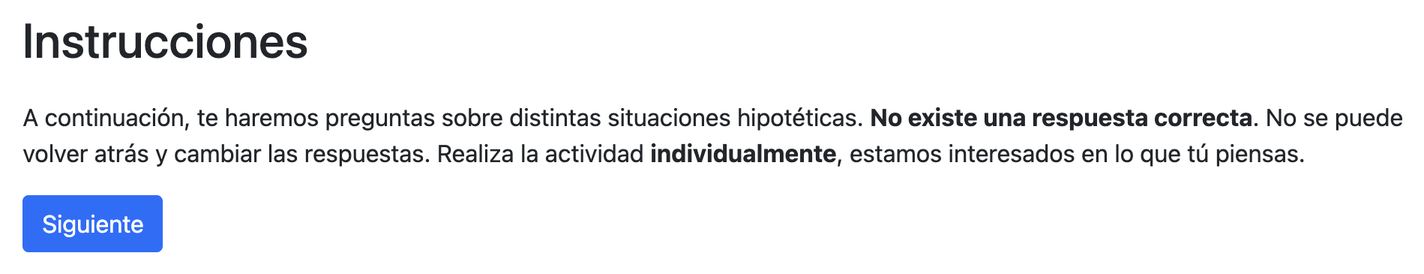 Instrucciones
A continuación, te haremos preguntas sobre distintas situaciones hipotéticas. No existe una respuesta correcta. No se puede
volver atrás y cambiar las respuestas. Realiza la actividad individualmente, estamos interesados en lo que tú piensas.
Siguiente